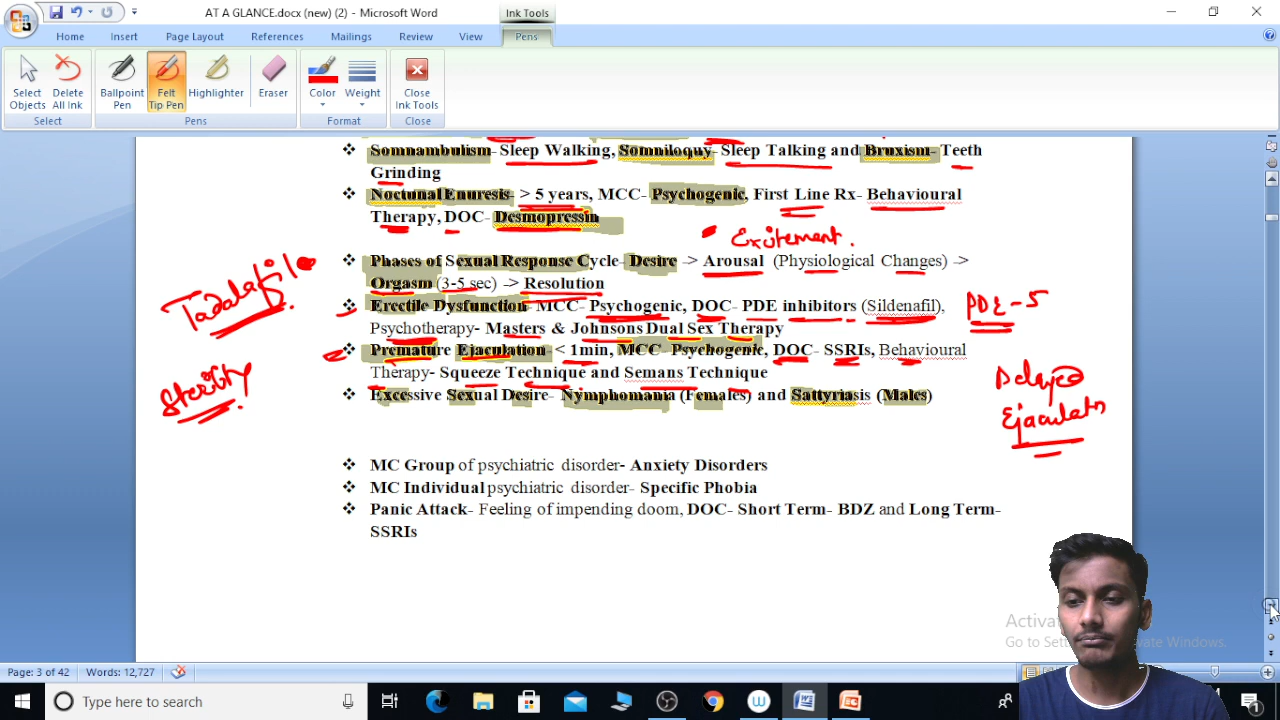 AT A GLANCE.docx (new) (2) - Microsoft Word
Ink Tools
Home Insert Page Layout References Mailings Review View Pens
Select Objects
Delete All Ink
Ballpoint Pen
Felt Tip Pen
Highlighter
Eraser
Color
Weight
Close Ink Tools
Select Pens Format Close
❖ Somnambulism- Sleep Walking, Somniloquy- Sleep Talking and Bruxism- Teeth
Grinding
❖ Noctunal Enuresis- > 5 years, MCC- Psychogenic, First Line Rx- Behavioural
Therapy, DOC- Desmopressin
Excitement.
❖ Phases of Sexual Response Cycle- Desire -> Arousal (Physiological Changes) ->
Orgasm (3-5 sec) -> Resolution
Tadalafil
❖ Erectile Dysfunction- MCC- Psychogenic, DOC- PDE inhibitors (Sildenafil),
PDE-5
Psychotherapy- Masters & Johnsons Dual Sex Therapy
❖ Premature Ejaculation- < 1min, MCC- Psychogenic, DOC- SSRIs, Behavioural
Therapy- Squeeze Technique and Semans Technique
Sterility
Delayed
❖ Excessive Sexual Desire- Nymphomania (Females) and Sattyriasis (Males)
❖ MC Group of psychiatric disorder- Anxiety Disorders
❖ MC Individual psychiatric disorder- Specific Phobia
❖ Panic Attack- Feeling of impending doom, DOC- Short Term- BDZ and Long Term-
SSRIs
Page: 3 of 42 Words: 12,727
Type here to search